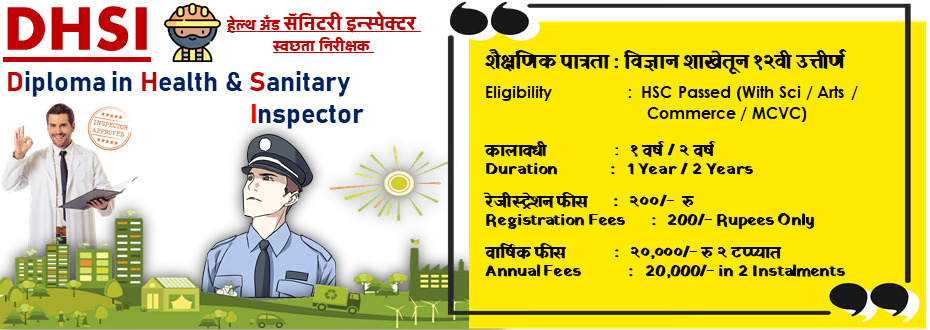 DHSI
हेल्थ अँड सॅनिटरी इन्स्पेक्टर
स्वछता निरीक्षक
Diploma in Health & Sanitary
Inspector
INSPECTOR
APPROVED
शैक्षणिक पात्रता : विज्ञान शाखेतून १२वी उत्तीर्ण
Eligibility : HSC Passed (With Sci / Arts /
Commerce / MCVC)
कालावधी : १ वर्ष / २ वर्ष
Duration : 1 Year / 2 Years
रेजीस्ट्रेशन फीस : २००/- रु
Registration Fees : 200/- Rupees Only
वार्षिक फीस : २०,०००/- रु २ टप्प्यात
Annual Fees : 20,000/- in 2 Instalments